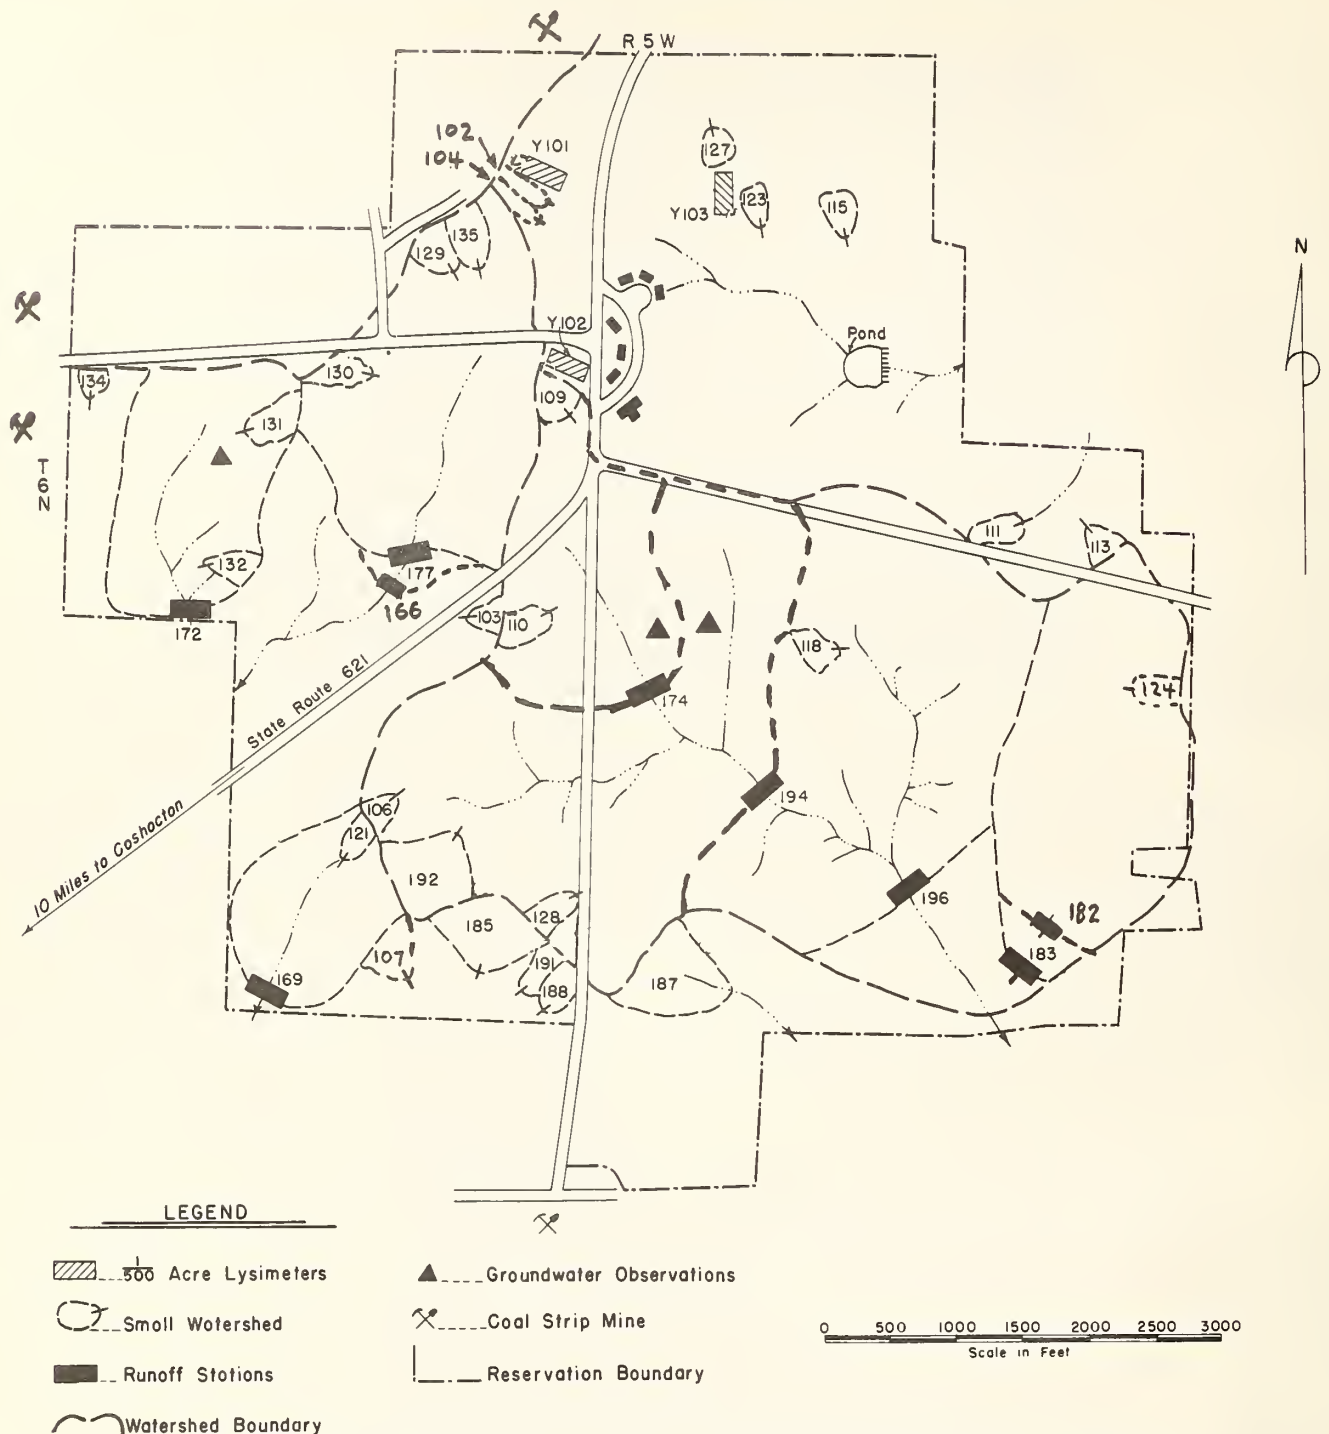 R 5 W
102
104
Y101
127
Y103
123
115
129
135
N
Y102
Pond
134
130
109
131
T
6
N
111
113
132
177
166
172
103
110
118
124
174
State Route 621
194
106
121
10 Miles to Coshocton
192
196
185
128
182
107
191
183
169
188
187
LEGEND
1/500 Acre Lysimeters
Groundwater Observations
Smoll Wotershed
Coal Strip Mine
0 500 1000 1500 2000 2500 3000
Scale in Feet
Runoff Stotions
Reservation Boundary
Watershed Boundary